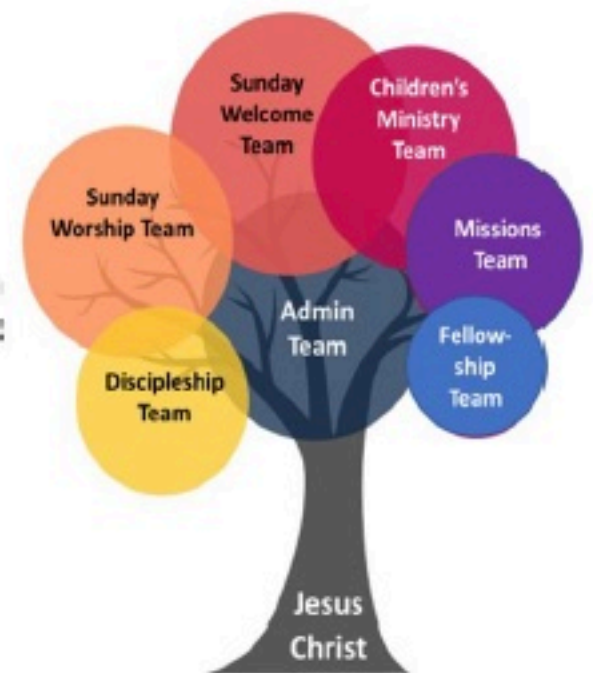 Sunday
Welcome
Team
Children's
Ministry
Team
Sunday
Worship Team
Missions
Team
Admin
Team
Fellow-
ship
Team
Discipleship
Team
Jesus
Christ